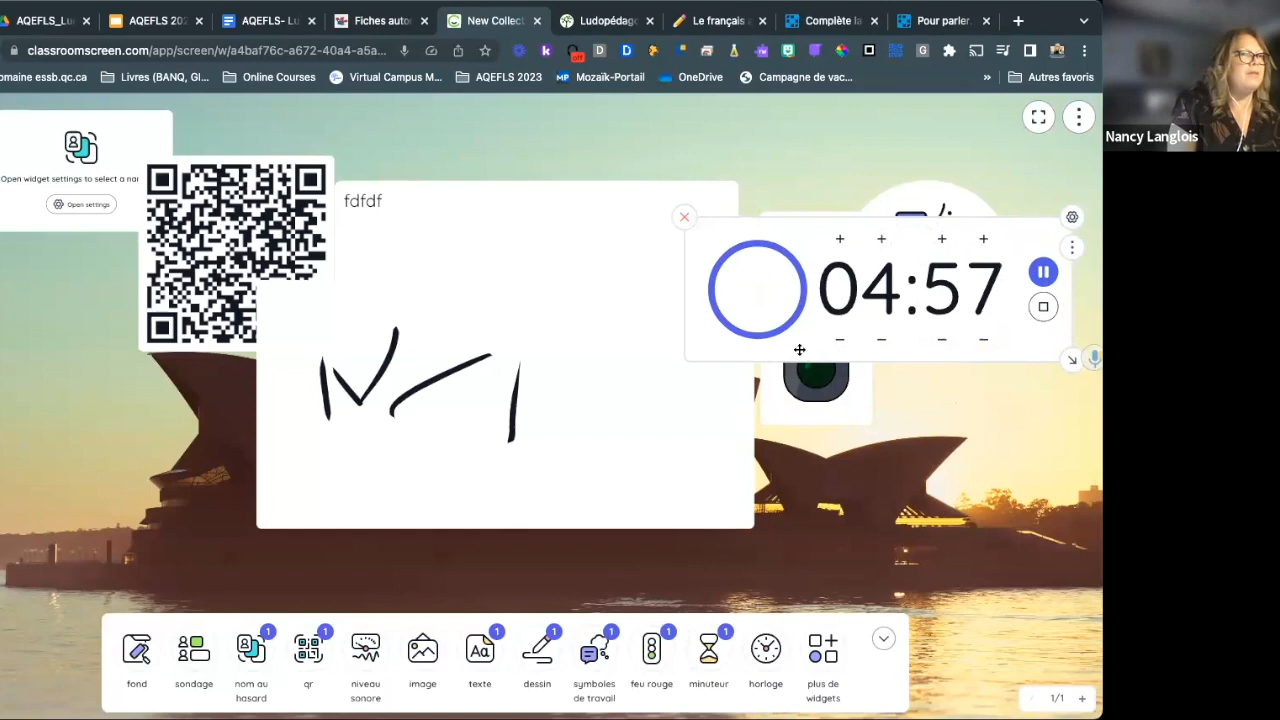 AQEFLS_Lu
AQEFLS 202
AQEFLS- Lu
Fiches auto
New Collect
Ludopédago
Le français a
Complète la
Pour parler,
classroomscreen.com/app/screen/w/a4baf76c-a672-40a4-a5a...
off
omaine essb.qc.ca
Livres (BANQ, Gl...
Online Courses
Virtual Campus M...
AQEFLS 2023
Mozaïk-Portail
OneDrive
Campagne de vac...
»
Autres favoris
Nancy Langlois
Open widget settings to select a nam
Open settings
fdfdf
04:57
fond
sondage
nom au
hasard
qr
niveau
sonore
image
texte
dessin
symboles
de travail
feu rouge
minuteur
horloge
plus de
widgets
1/1